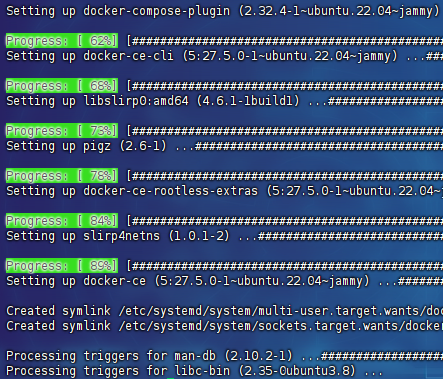 Setting up docker-compose-plugin (2.32.4-1~ubuntu.22.04~jammy)
Progress: [ 62%] [##########################################
Setting up docker-ce-cli (5:27.5.0-1~ubuntu.22.04~jammy) ...##
Progress: [ 68%] [##########################################
Setting up libslirp0:amd64 (4.6.1-1build1) ...################
Progress: [ 73%] [##########################################
Setting up pigz (2.6-1) ...###################################
Progress: [ 78%] [##########################################
Setting up docker-ce-rootless-extras (5:27.5.0-1~ubuntu.22.04~
Progress: [ 84%] [##########################################
Setting up slirp4netns (1.0.1-2) ...##########################
Progress: [ 89%] [##########################################
Setting up docker-ce (5:27.5.0-1~ubuntu.22.04~jammy) ...######
Created symlink /etc/systemd/system/multi-user.target.wants/doc
Created symlink /etc/systemd/system/sockets.target.wants/docker
Processing triggers for man-db (2.10.2-1) ...##################
Processing triggers for libc-bin (2.35-0ubuntu3.8) ...